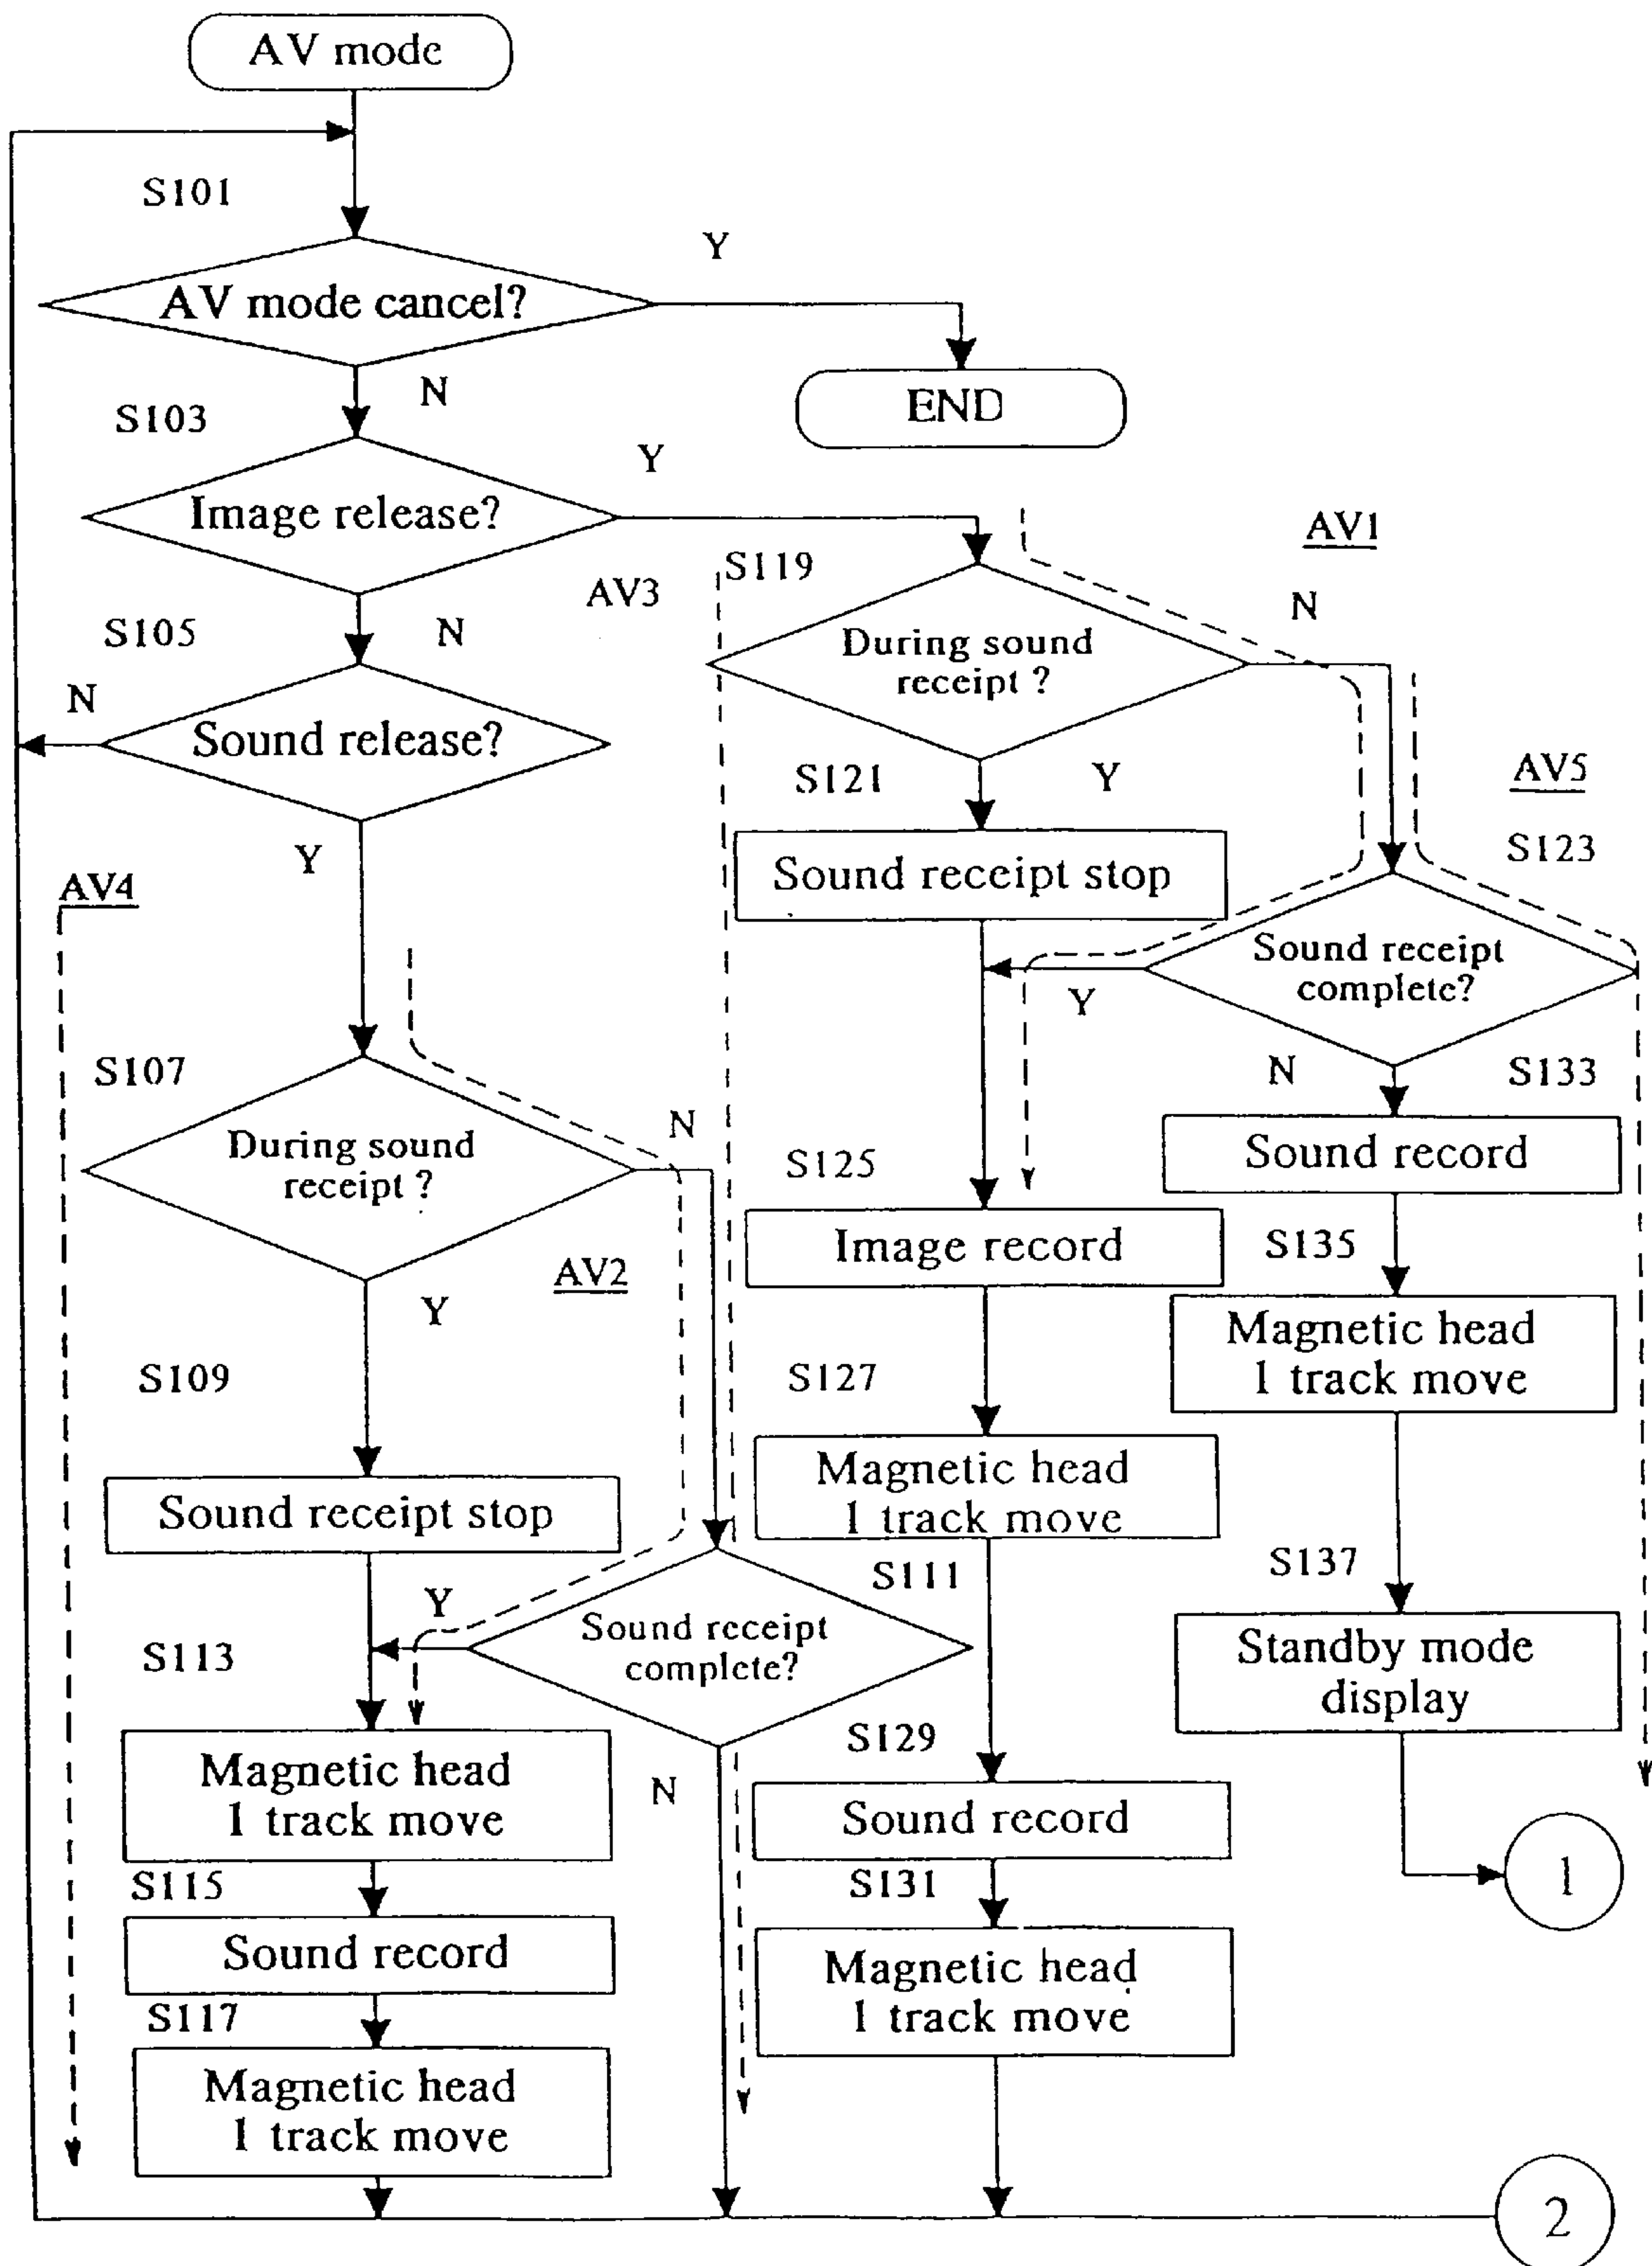 AV mode
S101
Y
AV mode cancel?
N
END
S103
Y
Image release?
AV1
S119
AV3
N
S105
N
During sound
receipt ?
N
Sound release?
S121
Y
AV5
S123
Y
Sound receipt stop
AV4
Sound receipt
complete?
Y
S107
N
S133
N
During sound
receipt ?
Sound record
S125
Image record
S135
AV2
Y
Magnetic head
1 track move
S109
S127
Magnetic head
1 track move
Sound receipt stop
S137
S111
Y
Sound receipt
complete?
S113
Standby mode
display
S129
Magnetic head
1 track move
N
Sound record
S115
S131
1
Sound record
Magnetic head
1 track move
S117
Magnetic head
1 track move
2